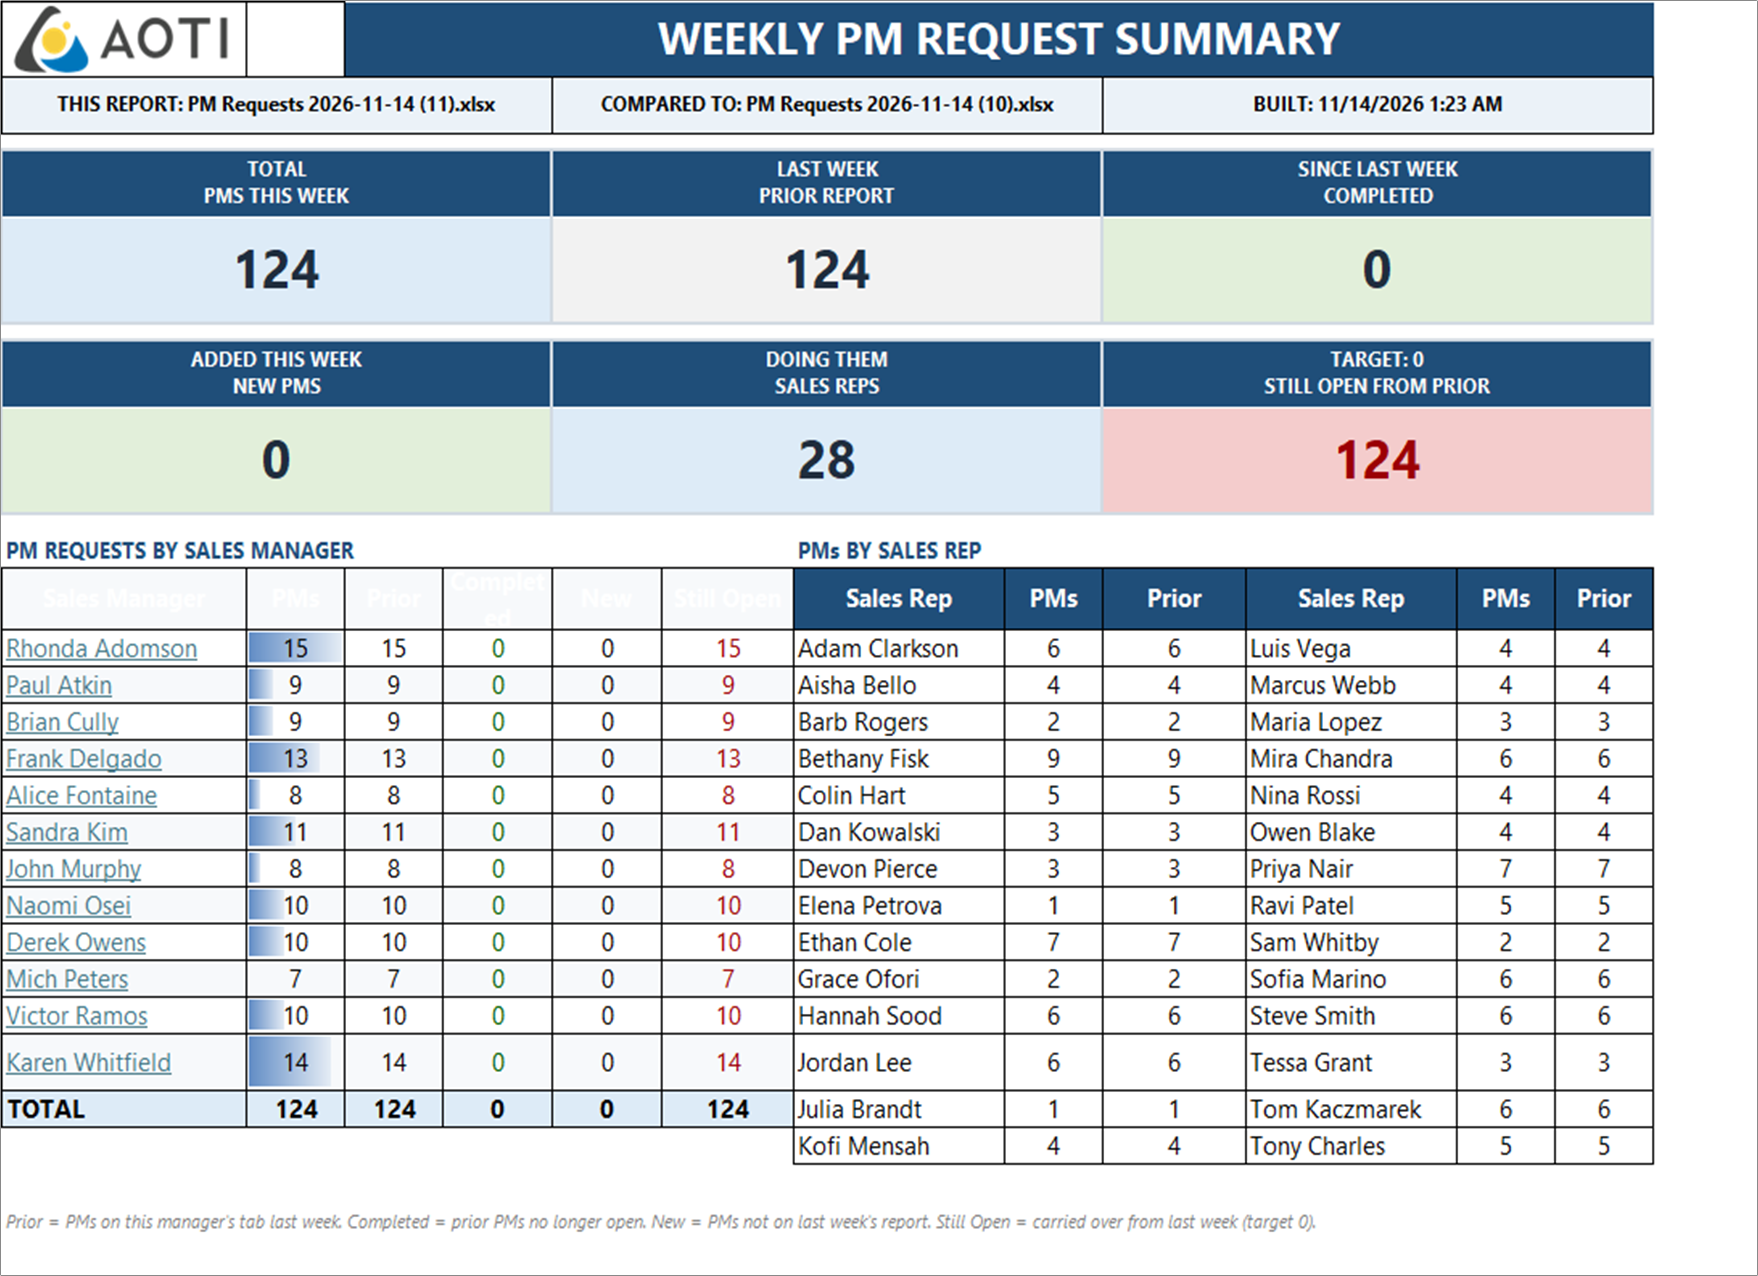 AOTI
WEEKLY PM REQUEST SUMMARY
THIS REPORT: PM Requests 2026-11-14 (11).xlsx
COMPARED TO: PM Requests 2026-11-14 (10).xlsx
BUILT: 11/14/2026 1:23 AM
TOTAL
PMS THIS WEEK
124
LAST WEEK
PRIOR REPORT
124
SINCE LAST WEEK
COMPLETED
0
ADDED THIS WEEK
NEW PMS
0
DOING THEM
SALES REPS
28
TARGET: 0
STILL OPEN FROM PRIOR
124
PM REQUESTS BY SALES MANAGER
Sales Manager PMs Prior Completed New Still Open
Rhonda Adomson 15 15 0 0 15
Paul Atkin 9 9 0 0 9
Brian Cully 9 9 0 0 9
Frank Delgado 13 13 0 0 13
Alice Fontaine 8 8 0 0 8
Sandra Kim 11 11 0 0 11
John Murphy 8 8 0 0 8
Naomi Osei 10 10 0 0 10
Derek Owens 10 10 0 0 10
Mich Peters 7 7 0 0 7
Victor Ramos 10 10 0 0 10
Karen Whitfield 14 14 0 0 14
TOTAL 124 124 0 0 124
PMs BY SALES REP
Sales Rep PMs Prior Sales Rep PMs Prior
Adam Clarkson 6 6 Luis Vega 4 4
Aisha Bello 4 4 Marcus Webb 4 4
Barb Rogers 2 2 Maria Lopez 3 3
Bethany Fisk 9 9 Mira Chandra 6 6
Colin Hart 5 5 Nina Rossi 4 4
Dan Kowalski 3 3 Owen Blake 4 4
Devon Pierce 3 3 Priya Nair 7 7
Elena Petrova 1 1 Ravi Patel 5 5
Ethan Cole 7 7 Sam Whitby 2 2
Grace Ofori 2 2 Sofia Marino 6 6
Hannah Sood 6 6 Steve Smith 6 6
Jordan Lee 6 6 Tessa Grant 3 3
Julia Brandt 1 1 Tom Kaczmarek 6 6
Kofi Mensah 4 4 Tony Charles 5 5
Prior = PMs on this manager's tab last week. Completed = prior PMs no longer open. New = PMs not on last week's report. Still Open = carried over from last week (target 0).